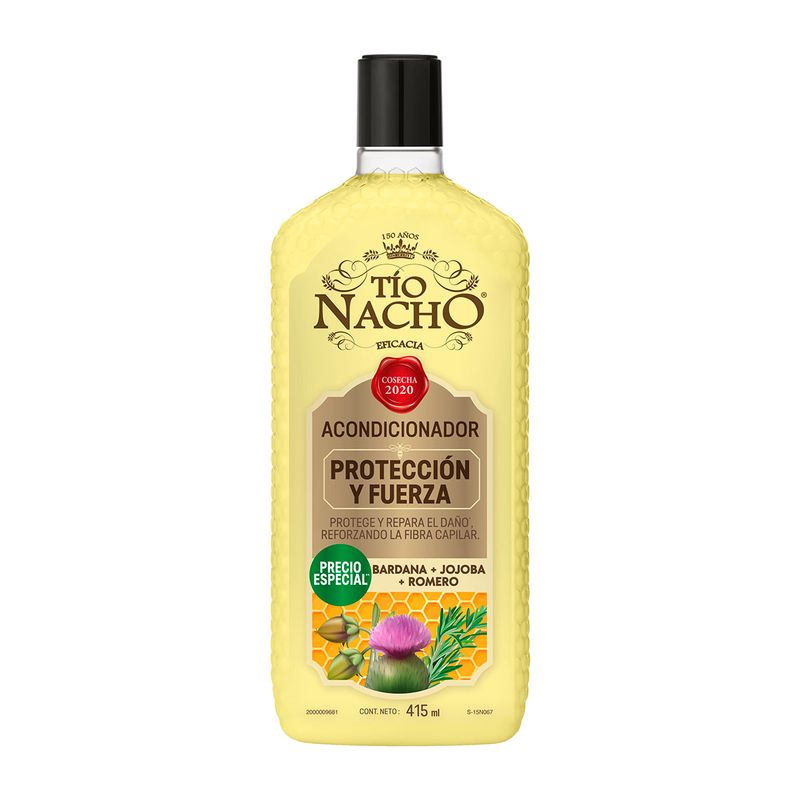 150 AÑOS
TÍO
NACHO®
EFICACIA
COSECHA
2020
ACONDICIONADOR
PROTECCIÓN
Y FUERZA
PROTEGE Y REPARA EL DAÑO*,
REFORZANDO LA FIBRA CAPILAR.
PRECIO
ESPECIAL**
BARDANA + JOJOBA
+ ROMERO
2000009681
CONT. NETO : 415 ml
S-15N067